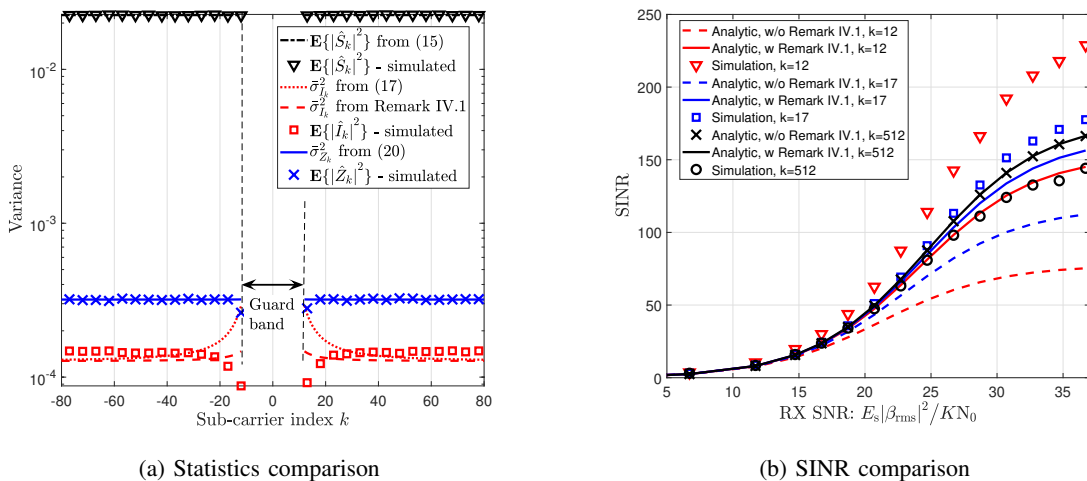 10^{-2}
10^{-3}
10^{-4}
Variance
-80 -60 -40 -20 0 20 40 60 80
Sub-carrier index k
E{|Ŝ_k|^2} from (15)
E{|Ŝ_k|^2} - simulated
σ̄²_{Î_k} from (17)
σ̄²_{Î_k} from Remark IV.1
E{|Î_k|^2} - simulated
σ̄²_{Ẑ_k} from (20)
E{|Ẑ_k|^2} - simulated
Guard
band
(a) Statistics comparison
250
200
150
100
50
0
SINR
5 10 15 20 25 30 35
RX SNR: E_s|β_rms|^2/KN_0
Analytic, w/o Remark IV.1, k=12
Analytic, w Remark IV.1, k=12
Simulation, k=12
Analytic, w/o Remark IV.1, k=17
Analytic, w Remark IV.1, k=17
Simulation, k=17
Analytic, w/o Remark IV.1, k=512
Analytic, w Remark IV.1, k=512
Simulation, k=512
(b) SINR comparison